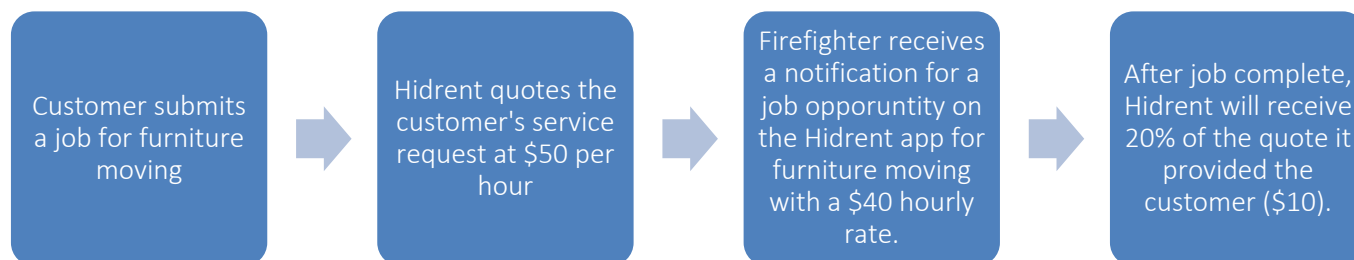 Customer submits
a job for furniture
moving
Hidrent quotes the
customer's service
request at $50 per
hour
Firefighter receives
a notification for a
job opporuntity on
the Hidrent app for
furniture moving
with a $40 hourly
rate.
After job complete,
Hidrent will receive
20% of the quote it
provided the
customer ($10).